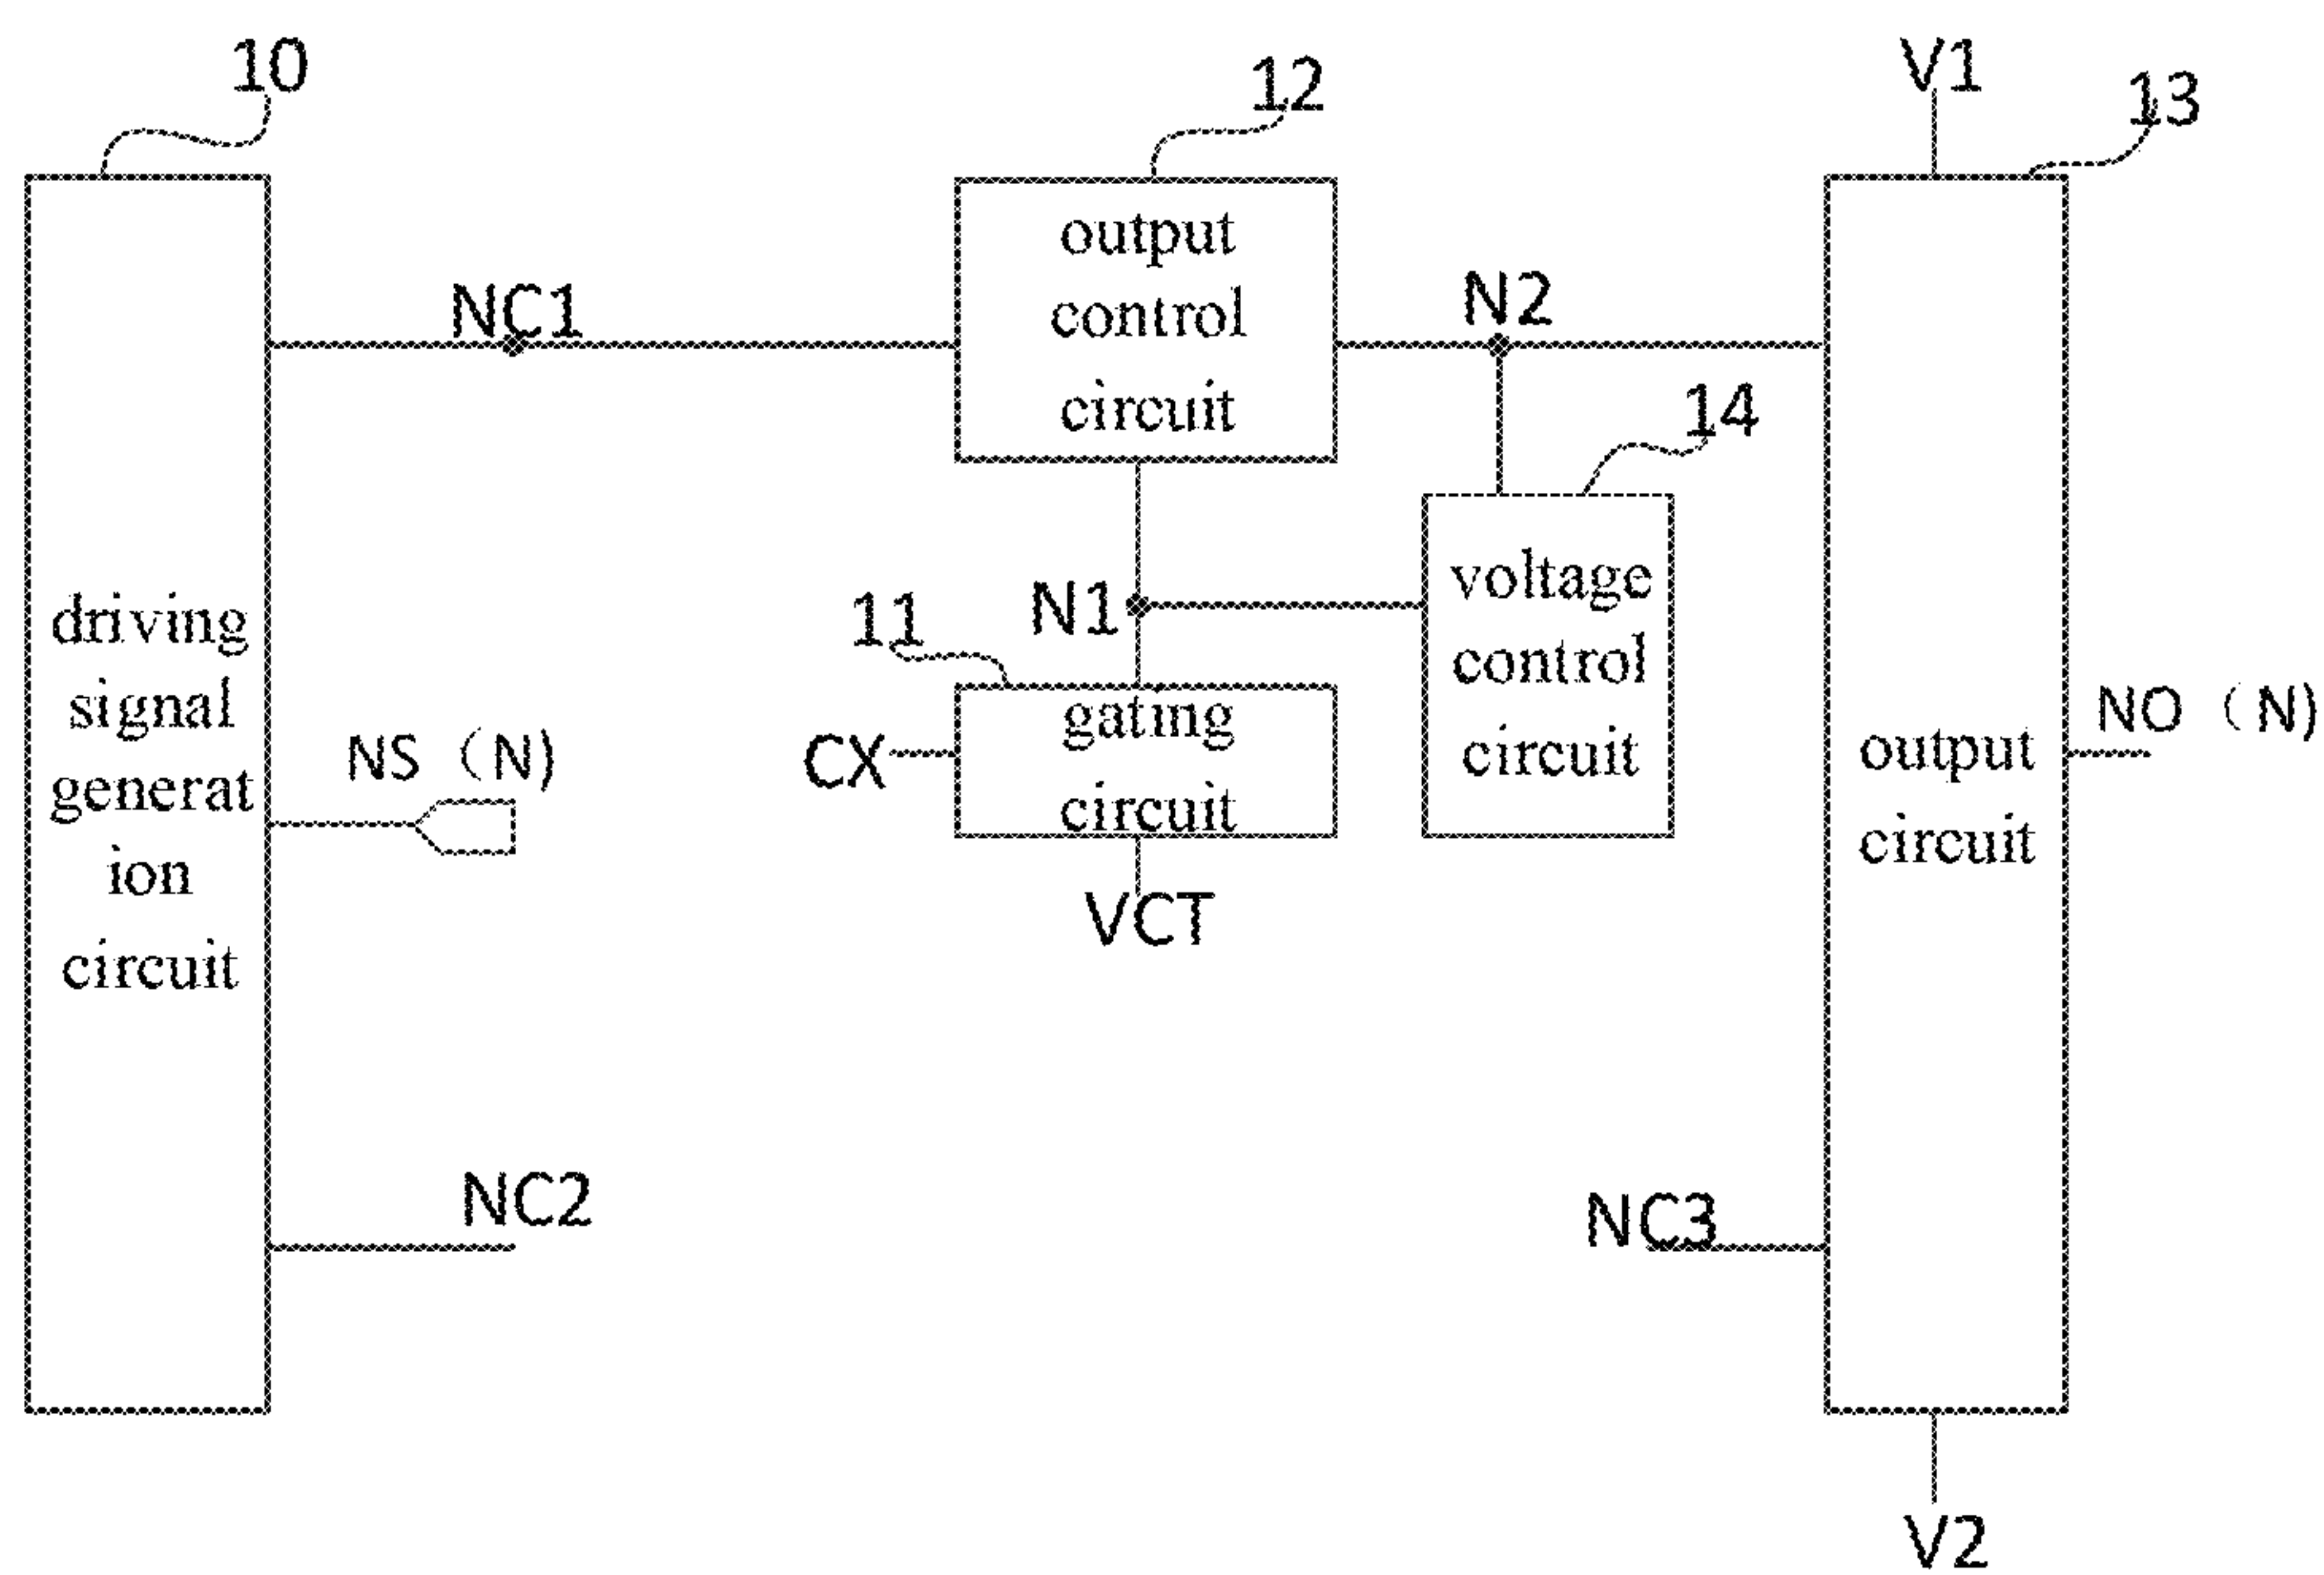 10
12
V1
13
output
control
circuit
NC1
N2
14
voltage
control
circuit
N1
11
driving
signal
generat
ion
circuit
NS（N)
CX
gating
circuit
VCT
NO（N)
output
circuit
NC2
NC3
V2